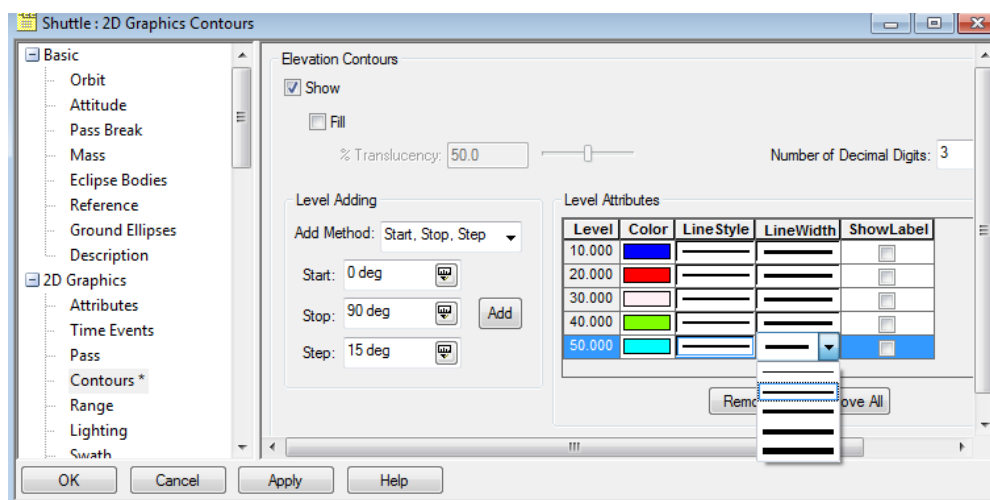 Shuttle : 2D Graphics Contours
Basic
Orbit
Attitude
Pass Break
Mass
Eclipse Bodies
Reference
Ground Ellipses
Description
2D Graphics
Attributes
Time Events
Pass
Contours *
Range
Lighting
Swath
Elevation Contours
Show
Fill
% Translucency: 50.0
Number of Decimal Digits: 3
Level Adding
Add Method: Start, Stop, Step
Start: 0 deg
Stop: 90 deg
Add
Step: 15 deg
Level Attributes
Level Color LineStyle LineWidth ShowLabel
10.000
20.000
30.000
40.000
50.000
OK Cancel Apply Help